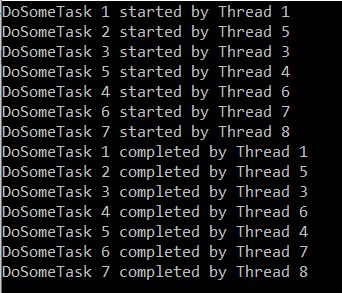 DoSomeTask 1 started by Thread 1
DoSomeTask 2 started by Thread 5
DoSomeTask 3 started by Thread 3
DoSomeTask 5 started by Thread 4
DoSomeTask 4 started by Thread 6
DoSomeTask 6 started by Thread 7
DoSomeTask 7 started by Thread 8
DoSomeTask 1 completed by Thread 1
DoSomeTask 2 completed by Thread 5
DoSomeTask 3 completed by Thread 3
DoSomeTask 4 completed by Thread 6
DoSomeTask 5 completed by Thread 4
DoSomeTask 6 completed by Thread 7
DoSomeTask 7 completed by Thread 8